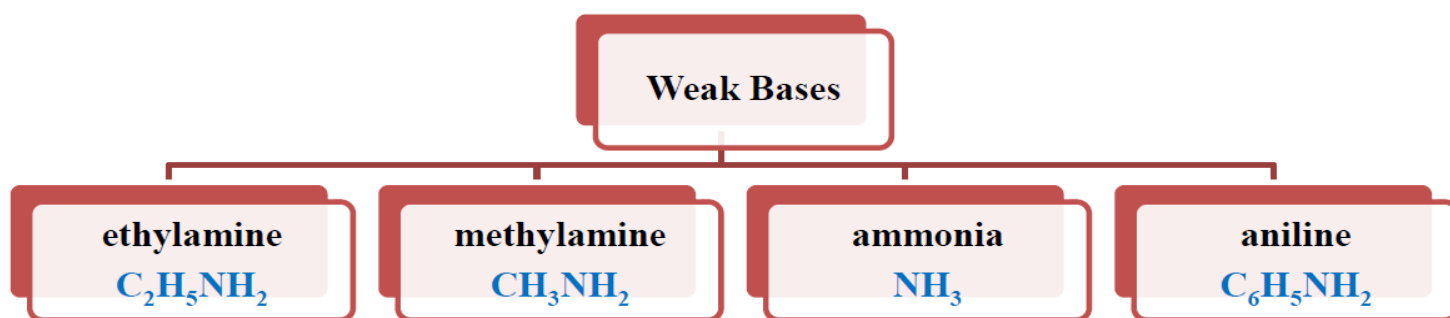 Weak Bases
ethylamine
C₂H₅NH₂
methylamine
CH₃NH₂
ammonia
NH₃
aniline
C₆H₅NH₂